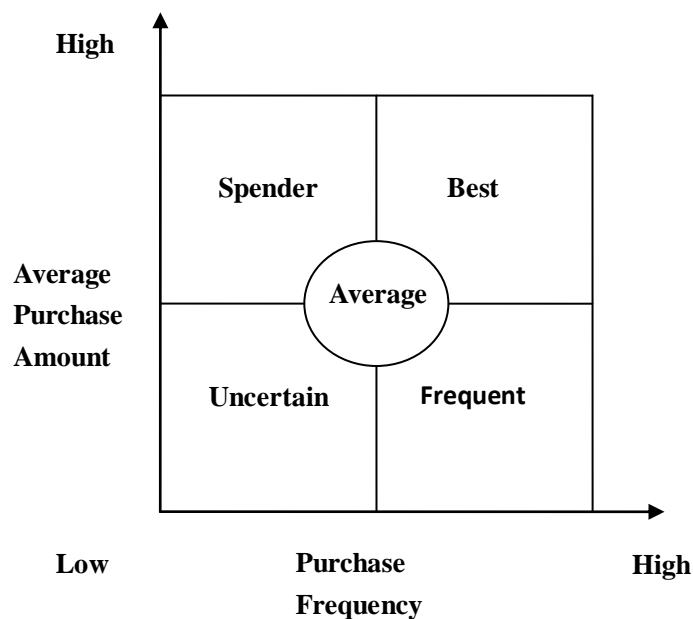 High
Spender
Best
Average
Purchase
Amount
Average
Uncertain
Frequent
Low
Purchase
Frequency
High